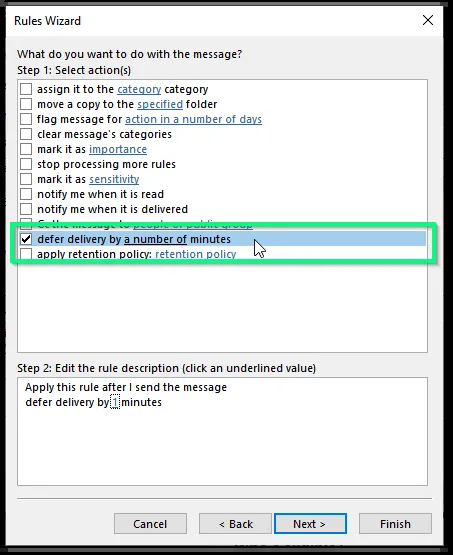 Rules Wizard
What do you want to do with the message?
Step 1: Select action(s)
assign it to the category category
move a copy to the specified folder
flag message for action in a number of days
clear message's categories
mark it as importance
stop processing more rules
mark it as sensitivity
notify me when it is read
notify me when it is delivered
Cc the message to people or public group
defer delivery by a number of minutes
apply retention policy: retention policy
Step 2: Edit the rule description (click an underlined value)
Apply this rule after I send the message
defer delivery by 1 minutes
Cancel
< Back
Next >
Finish